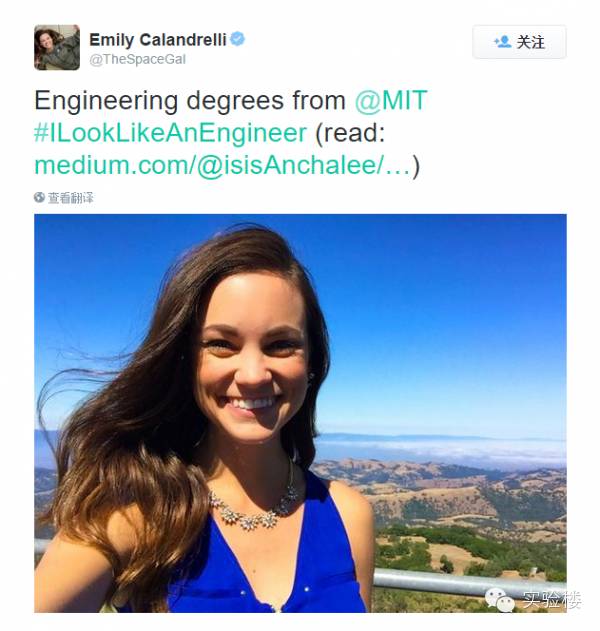 Emily Calandrelli
@TheSpaceGal
关注
Engineering degrees from @MIT
#ILookLikeAnEngineer (read:
medium.com/@isisAnchalee/…)
查看翻译
实验楼